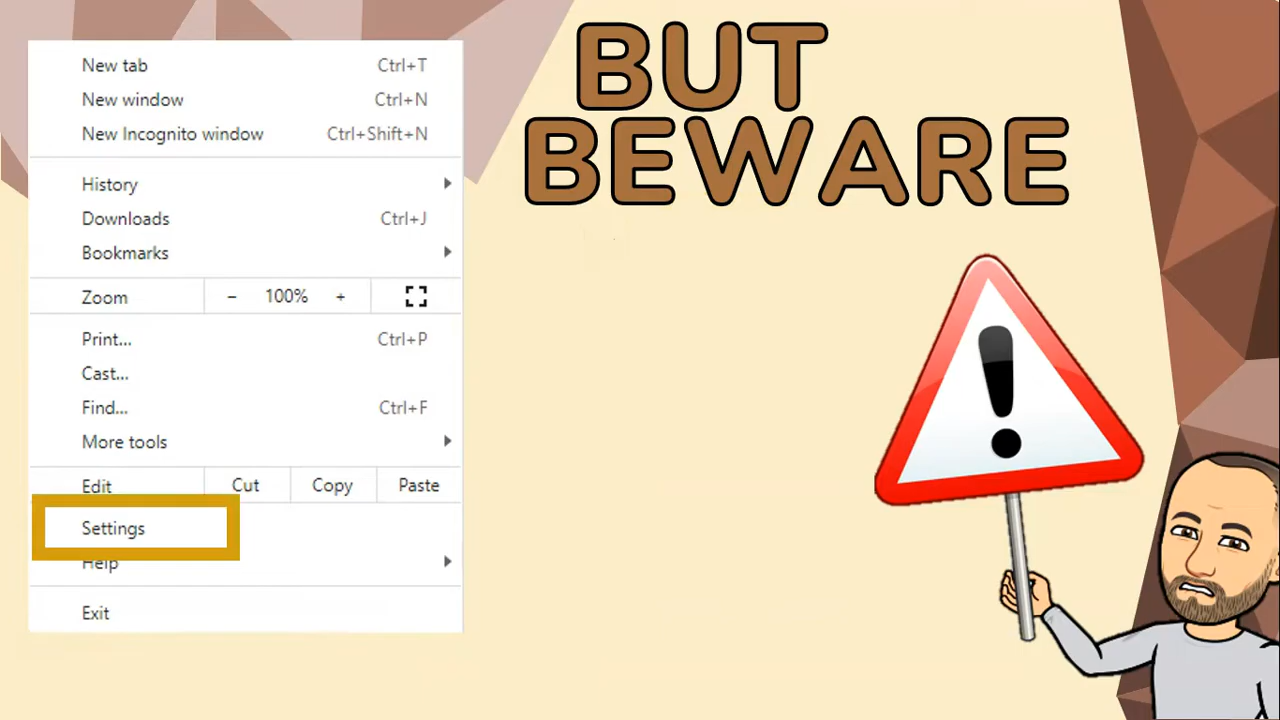 BUT
BEWARE
New tab Ctrl+T
New window Ctrl+N
New Incognito window Ctrl+Shift+N
History
Downloads Ctrl+J
Bookmarks
Zoom − 100% +
Print... Ctrl+P
Cast...
Find... Ctrl+F
More tools
Edit Cut Copy Paste
Settings
Help
Exit